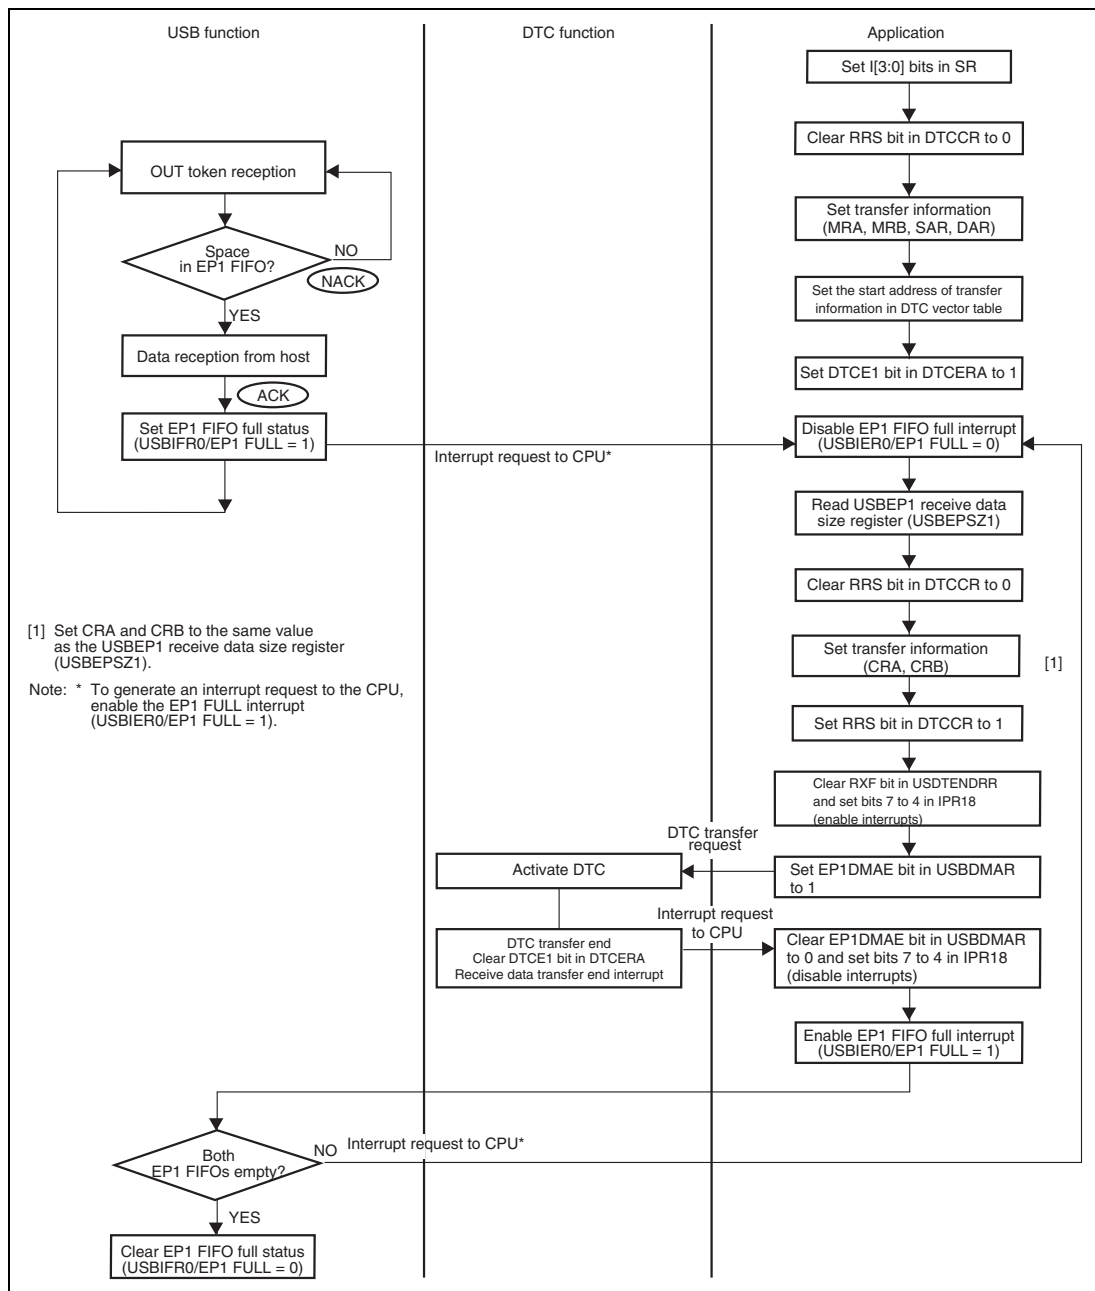 USB function
DTC function
Application
Set I[3:0] bits in SR
Clear RRS bit in DTCCR to 0
OUT token reception
Set transfer information
(MRA, MRB, SAR, DAR)
Space
in EP1 FIFO?
NO
NACK
Set the start address of transfer
information in DTC vector table
YES
Data reception from host
Set DTCE1 bit in DTCERA to 1
ACK
Set EP1 FIFO full status
(USBIFR0/EP1 FULL = 1)
Interrupt request to CPU*
Disable EP1 FIFO full interrupt
(USBIER0/EP1 FULL = 0)
Read USBEP1 receive data
size register (USBEPSZ1)
Clear RRS bit in DTCCR to 0
[1] Set CRA and CRB to the same value
as the USBEP1 receive data size register
(USBEPSZ1).
Set transfer information
(CRA, CRB)
[1]
Note: * To generate an interrupt request to the CPU,
enable the EP1 FULL interrupt
(USBIER0/EP1 FULL = 1).
Set RRS bit in DTCCR to 1
Clear RXF bit in USDTENDRR
and set bits 7 to 4 in IPR18
(enable interrupts)
DTC transfer
request
Activate DTC
Set EP1DMAE bit in USBDMAR
to 1
Interrupt request
to CPU
DTC transfer end
Clear DTCE1 bit in DTCERA
Receive data transfer end interrupt
Clear EP1DMAE bit in USBDMAR
to 0 and set bits 7 to 4 in IPR18
(disable interrupts)
Enable EP1 FIFO full interrupt
(USBIER0/EP1 FULL = 1)
Both
EP1 FIFOs empty?
NO
Interrupt request to CPU*
YES
Clear EP1 FIFO full status
(USBIFR0/EP1 FULL = 0)